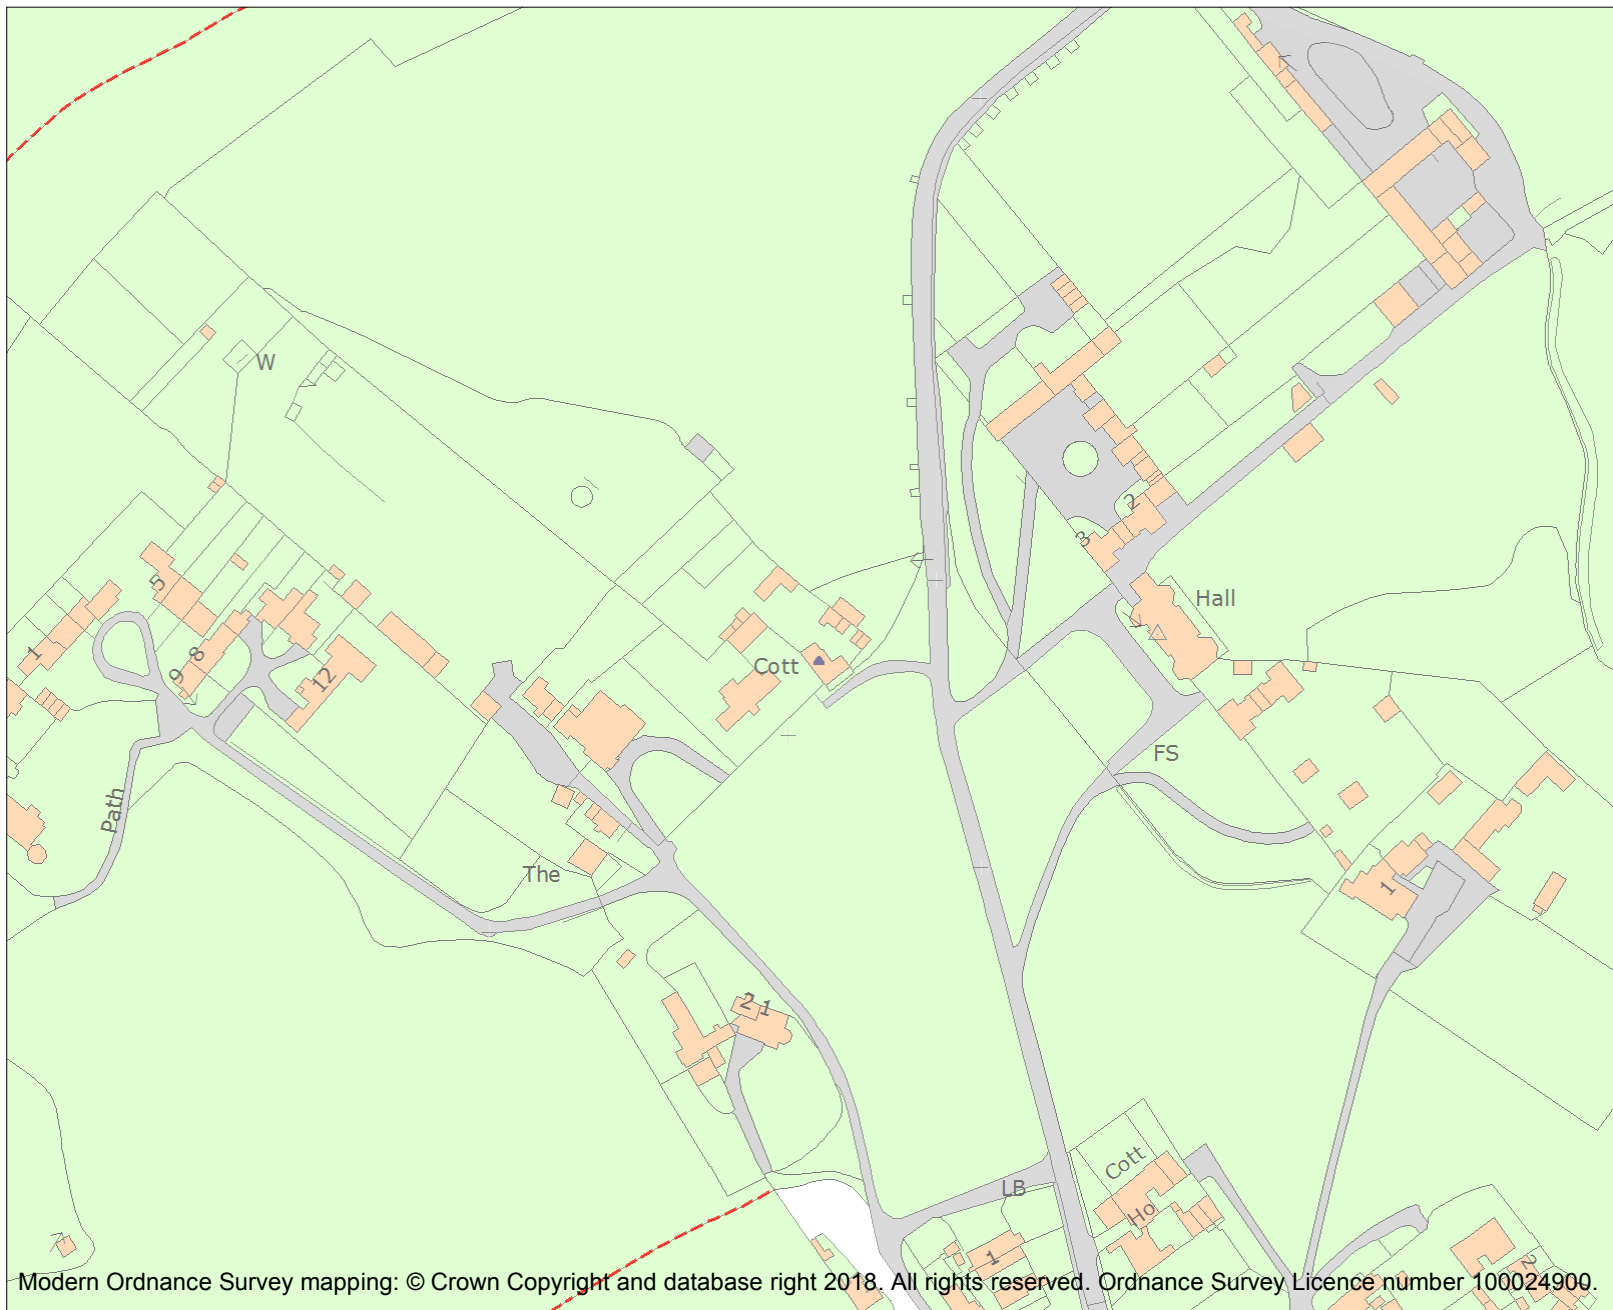 W
2
3
5
Hall
1
8
9
12
Cott
FS
Path
The
1
2
1
Cott
LB
Ho
1
2
Modern Ordnance Survey mapping: © Crown Copyright and database right 2018. All rights reserved. Ordnance Survey Licence number 100024900.